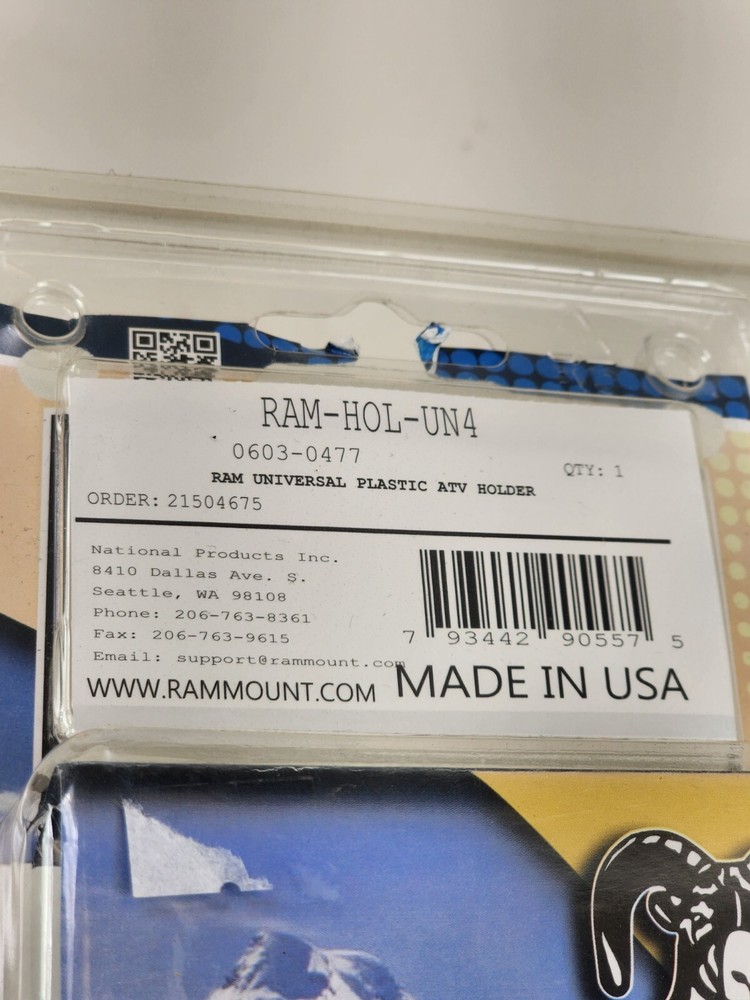 RAM-HOL-UN4
0603-0477
QTY: 1
RAM UNIVERSAL PLASTIC ATV HOLDER
ORDER: 21504675
National Products Inc.
8410 Dallas Ave. S.
Seattle, WA 98108
Phone: 206-763-8361
Fax: 206-763-9615
Email: support@rammount.com
WWW.RAMMOUNT.COM
7 93442 90557 5
MADE IN USA